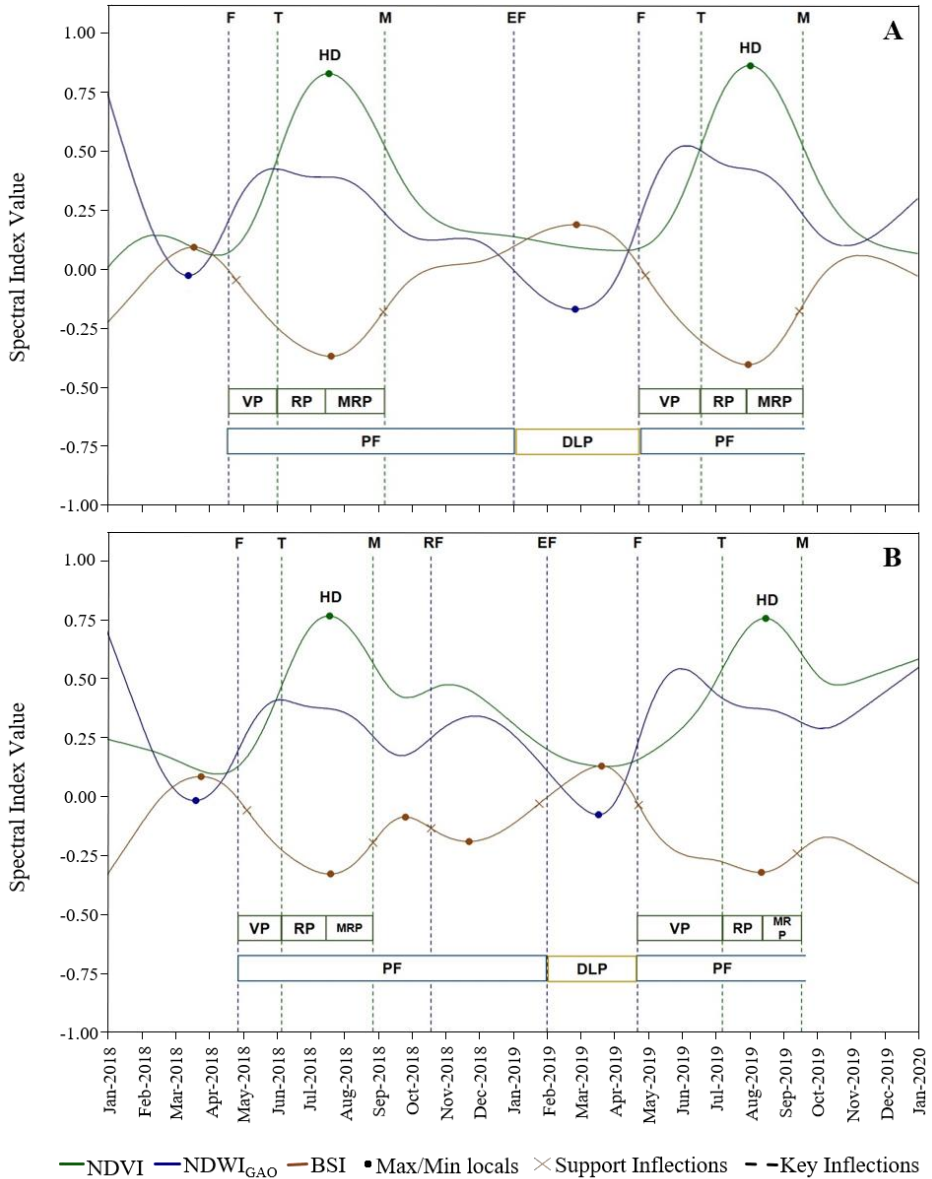 F T M EF F T M
A
HD HD
1.00
0.75
0.50
0.25
0.00
-0.25
-0.50
-0.75
-1.00
Spectral Index Value
VP RP MRP VP RP MRP
PF DLP PF
F T M RF EF F T M
B
HD HD
1.00
0.75
0.50
0.25
0.00
-0.25
-0.50
-0.75
-1.00
Spectral Index Value
VP RP MRP VP RP MR
P
PF DLP PF
Jan-2018
Feb-2018
Mar-2018
Apr-2018
May-2018
Jun-2018
Jul-2018
Aug-2018
Sep-2018
Oct-2018
Nov-2018
Dec-2018
Jan-2019
Feb-2019
Mar-2019
Apr-2019
May-2019
Jun-2019
Jul-2019
Aug-2019
Sep-2019
Oct-2019
Nov-2019
Dec-2019
Jan-2020
NDVI NDWIGAO BSI Max/Min locals Support Inflections Key Inflections